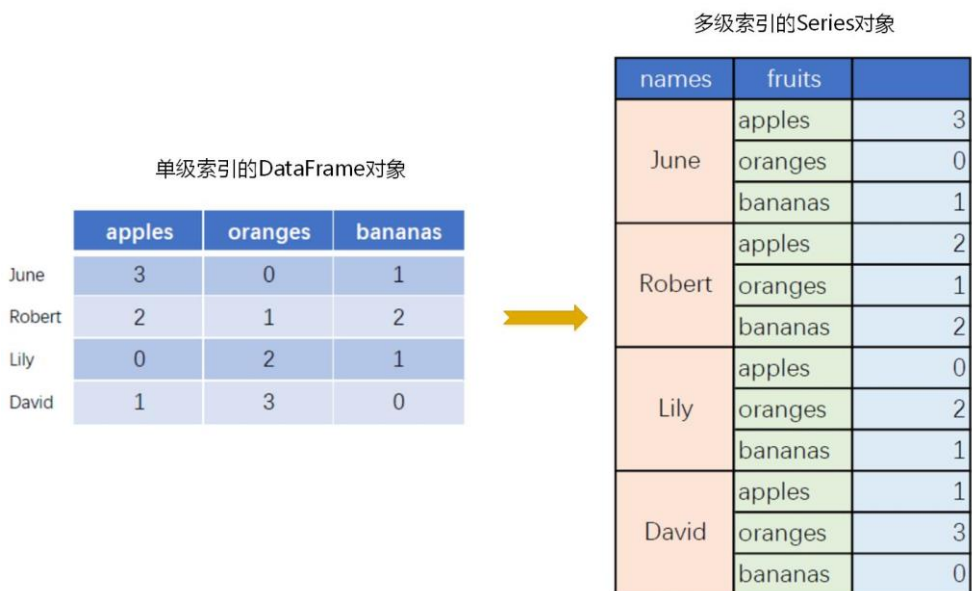 多级索引的Series对象
names fruits
June apples 3
oranges 0
bananas 1
Robert apples 2
oranges 1
bananas 2
Lily apples 0
oranges 2
bananas 1
David apples 1
oranges 3
bananas 0
单级索引的DataFrame对象
apples oranges bananas
June 3 0 1
Robert 2 1 2
Lily 0 2 1
David 1 3 0